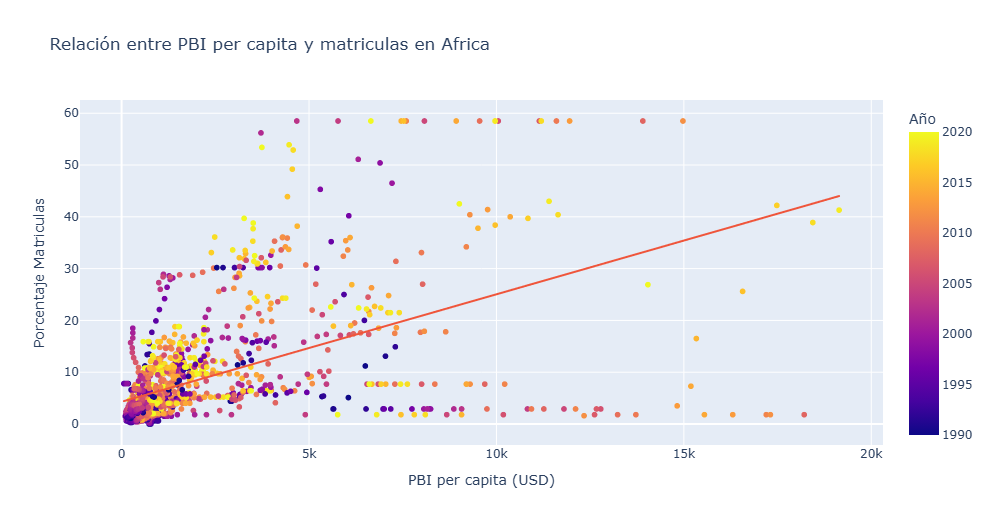 Relación entre PBI per capita y matriculas en Africa
Porcentaje Matriculas
60
50
40
30
20
10
0
0
5k
10k
15k
20k
PBI per capita (USD)
Año
2020
2015
2010
2005
2000
1995
1990